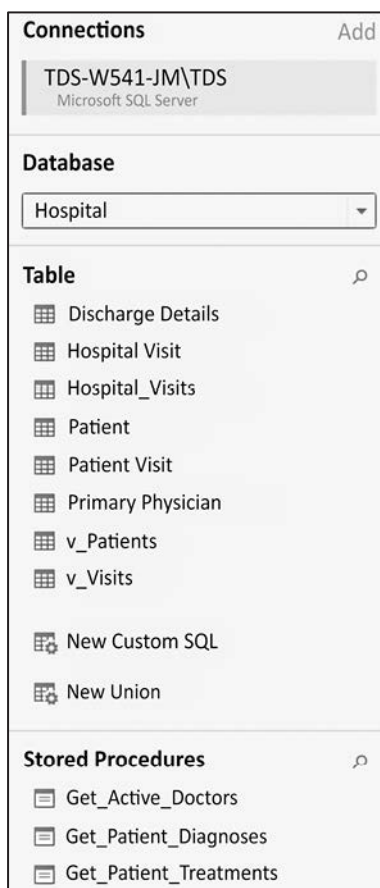 Connections Add
TDS-W541-JM\TDS
Microsoft SQL Server
Database
Hospital
Table
Discharge Details
Hospital Visit
Hospital_Visits
Patient
Patient Visit
Primary Physician
v_Patients
v_Visits
New Custom SQL
New Union
Stored Procedures
Get_Active_Doctors
Get_Patient_Diagnoses
Get_Patient_Treatments